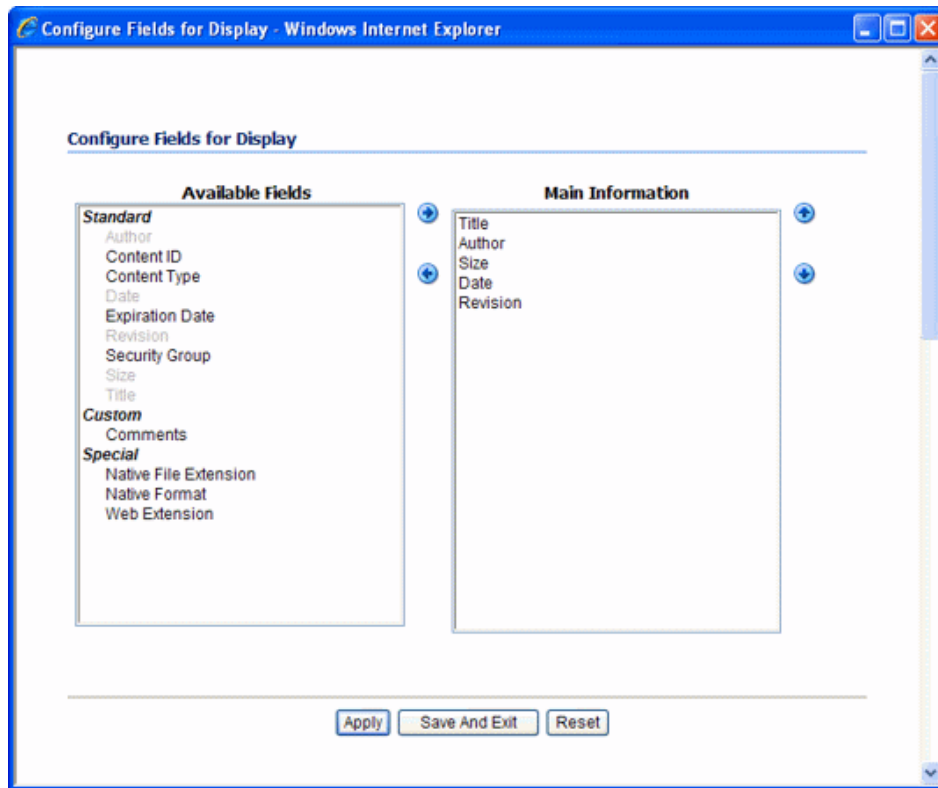 Configure Fields for Display - Windows Internet Explorer
Configure Fields for Display
Available Fields
Standard
Author
Content ID
Content Type
Date
Expiration Date
Revision
Security Group
Size
Title
Custom
Comments
Special
Native File Extension
Native Format
Web Extension
Main Information
Title
Author
Size
Date
Revision
Apply
Save And Exit
Reset